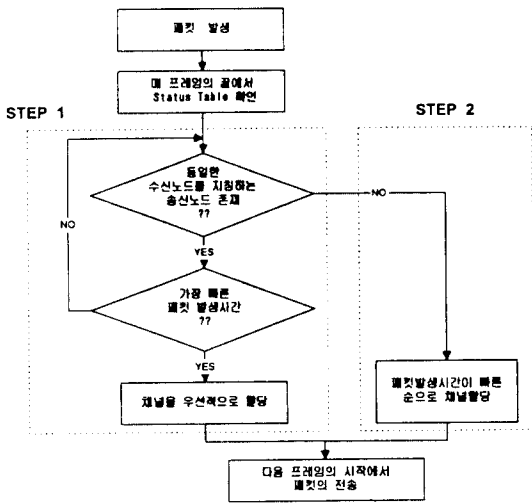 패킷 발생
매 프레임의 끝에서
Status Table 확인
STEP 1
STEP 2
동일한
수신노드를 지칭하는
송신노드 존재
??
NO
NO
YES
가장 빠른
패킷 발생시간
??
YES
채널을 우선적으로 할당
패킷발생시간이 빠른
순으로 채널할당
다음 프레임의 시작에서
패킷의 전송